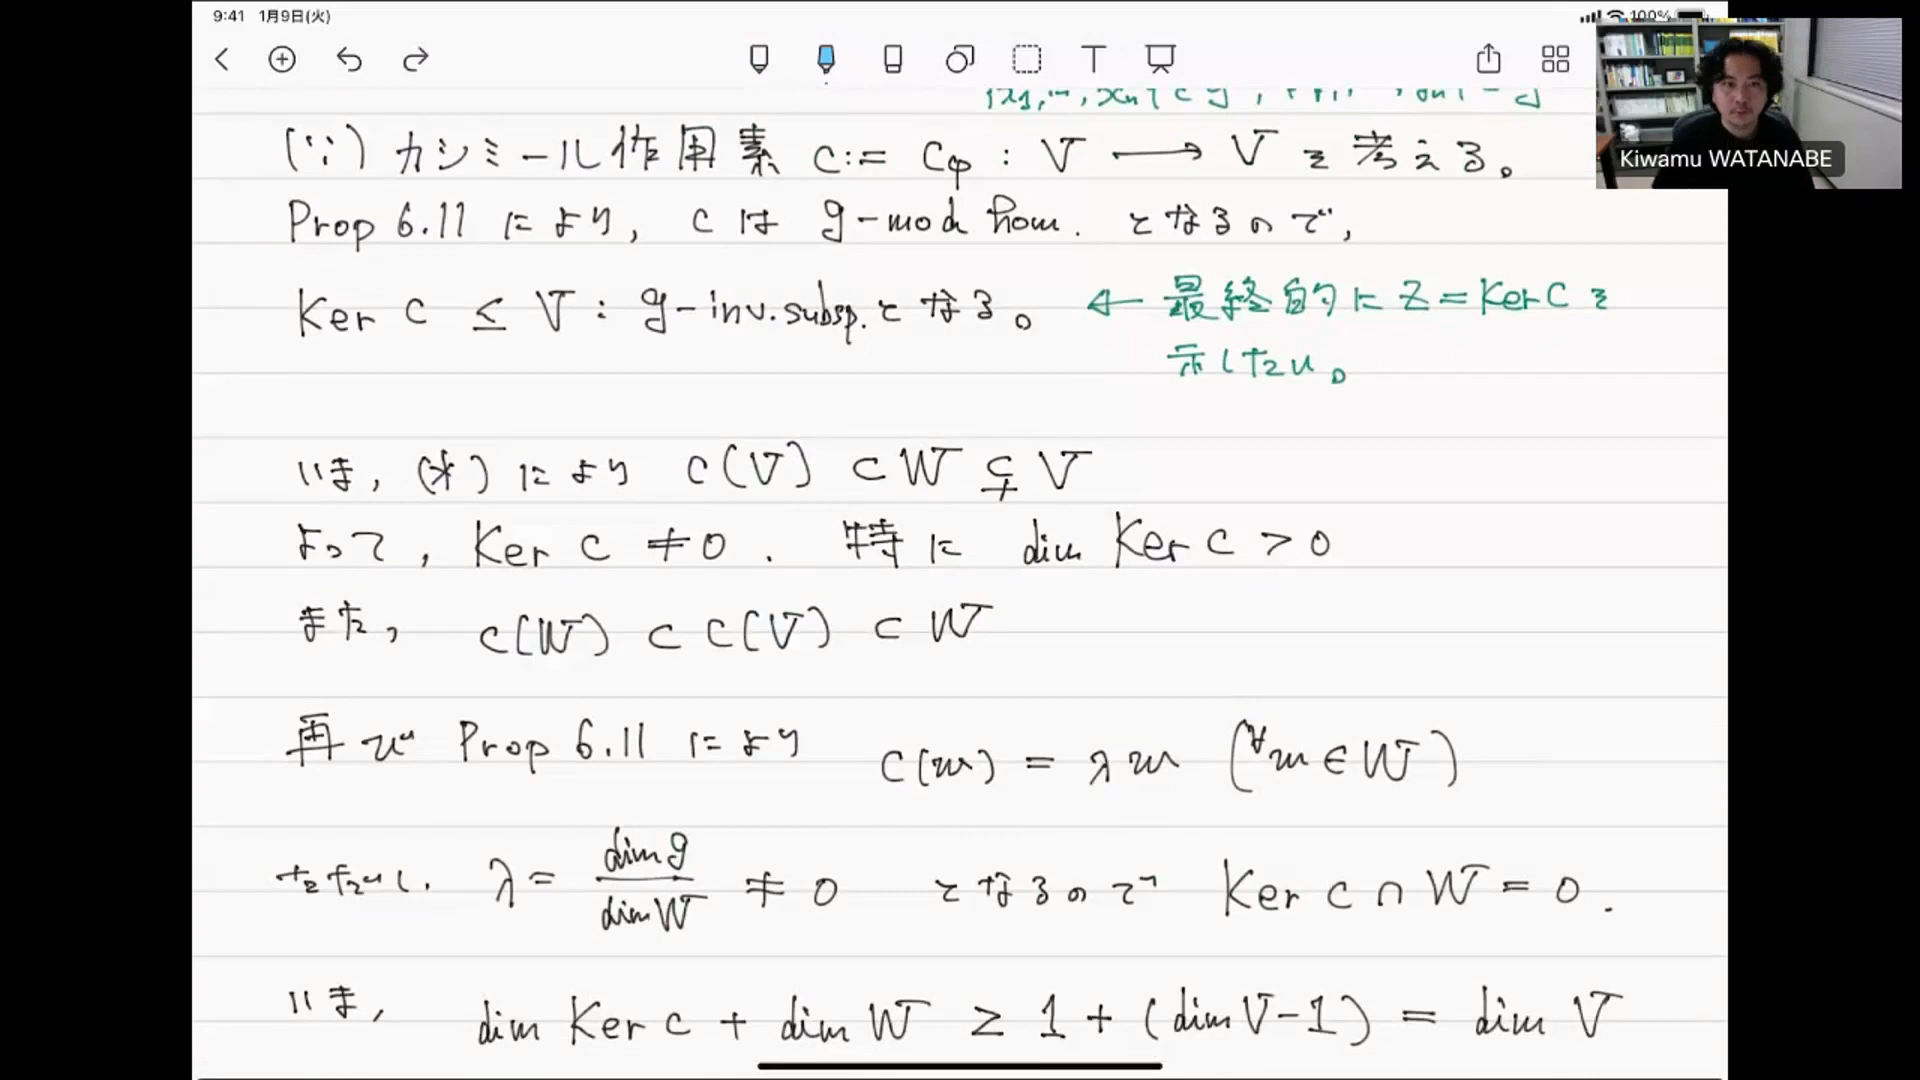 9:41 1月9日(火)
100%
Kiwamu WATANABE
(∵) カシミール作用素 c := cφ : V → V を考える。
Prop 6.11 により, c は g-mod hom. となるので,
Ker c ≤ V : g-inv.subsp.となる。 ← 最終的に Z = Ker c を
示したい。
いま, (*) により c(V) ⊂ W ⊊ V
よって, Ker c ≠ 0. 特に dim Ker c > 0
また, c(W) ⊂ c(V) ⊂ W
再び Prop 6.11 により c(w) = λw (∀w ∈ W)
ただし, λ = dim g / dim W ≠ 0 となるので Ker c ∩ W = 0.
いま, dim Ker c + dim W ≥ 1 + (dim V - 1) = dim V